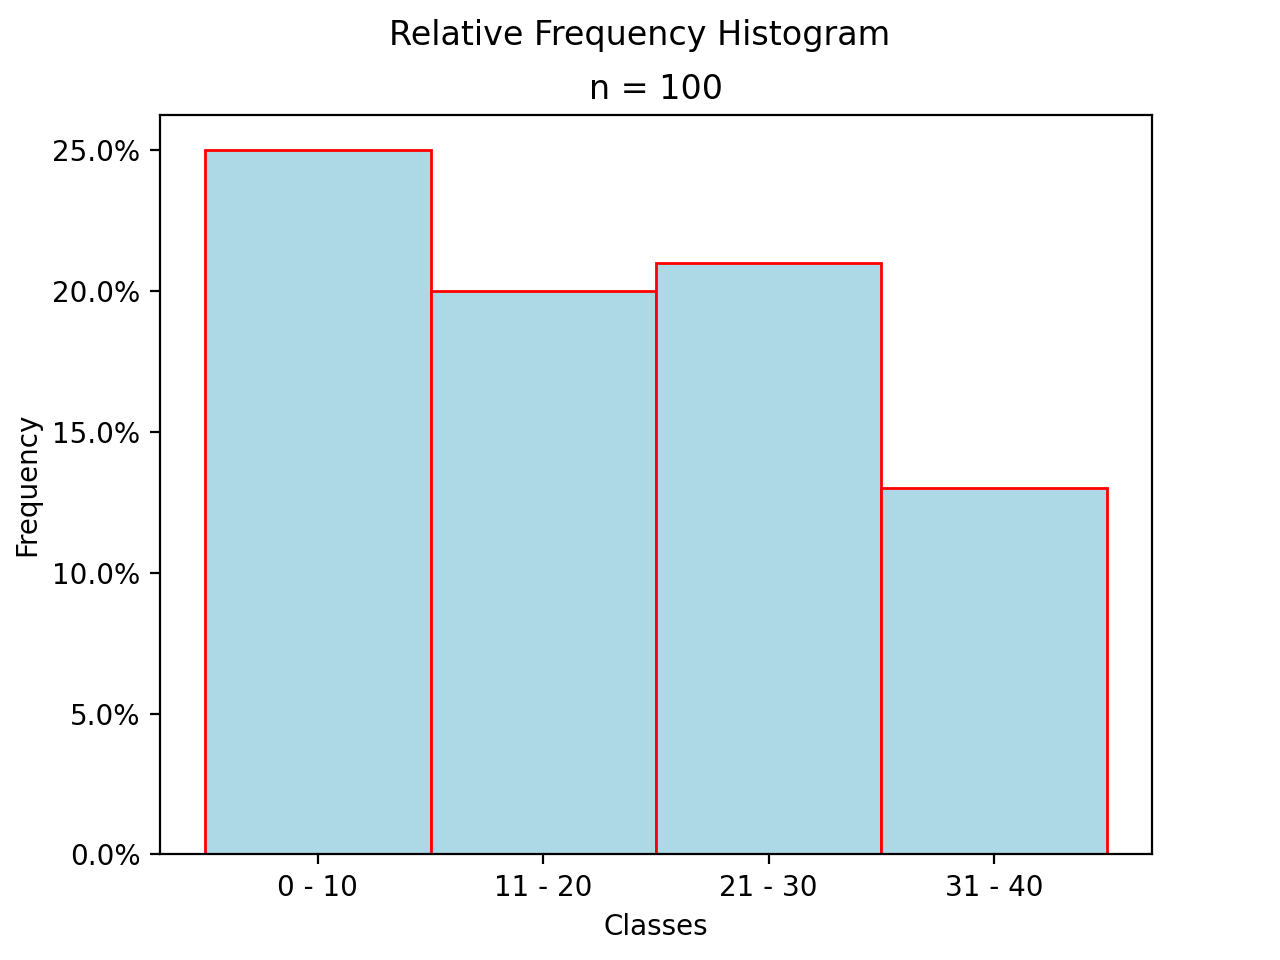 Relative Frequency Histogram
n = 100
25.0%
20.0%
15.0%
10.0%
5.0%
0.0%
Frequency
0 - 10
11 - 20
21 - 30
31 - 40
Classes